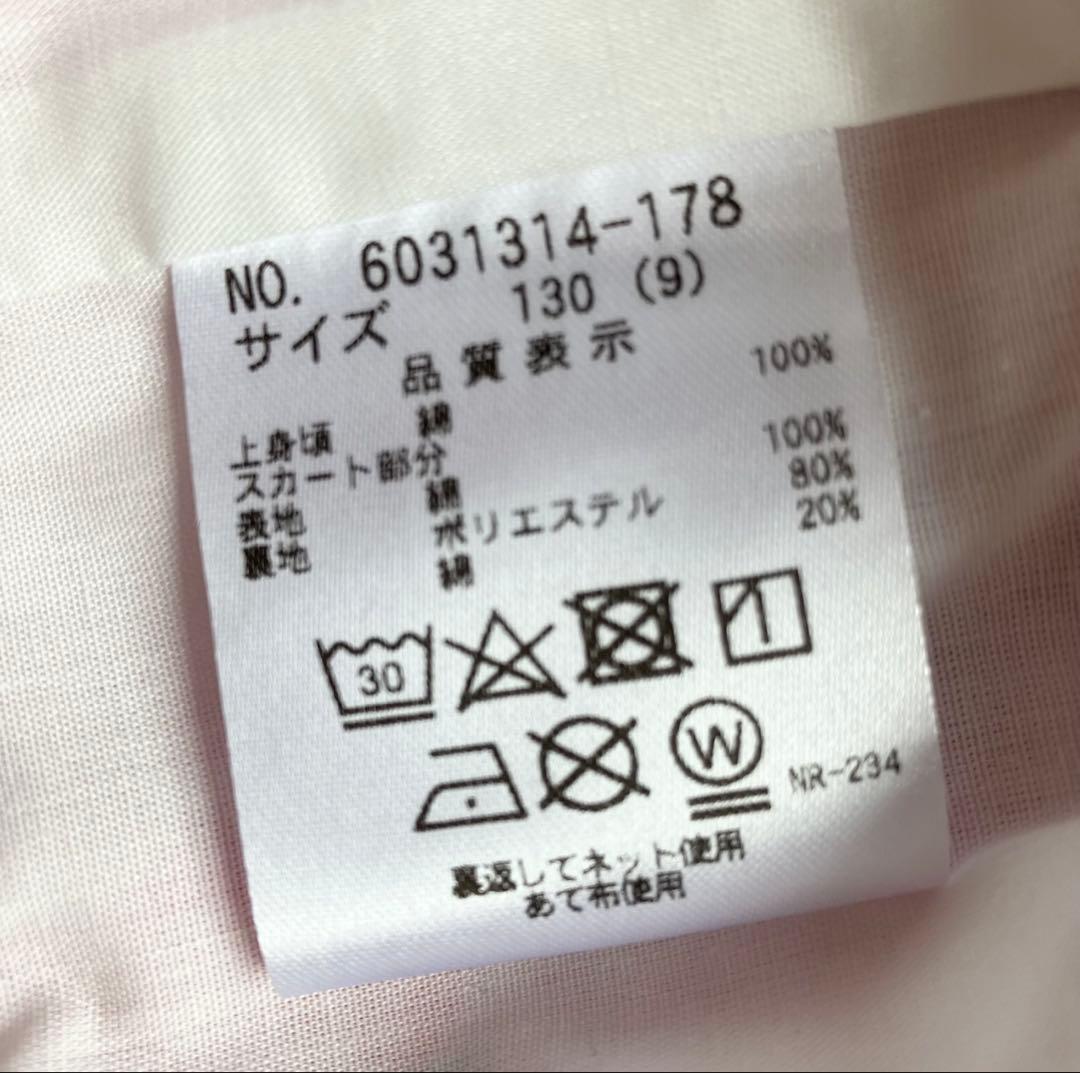 NO. 6031314-178
サイズ 130 (9)
品質表示
上身頃 綿 100%
スカート部分
表地 綿 100%
裏地 ポリエステル 80%
綿 20%
30
W
NR-234
裏返してネット使用
あて布使用